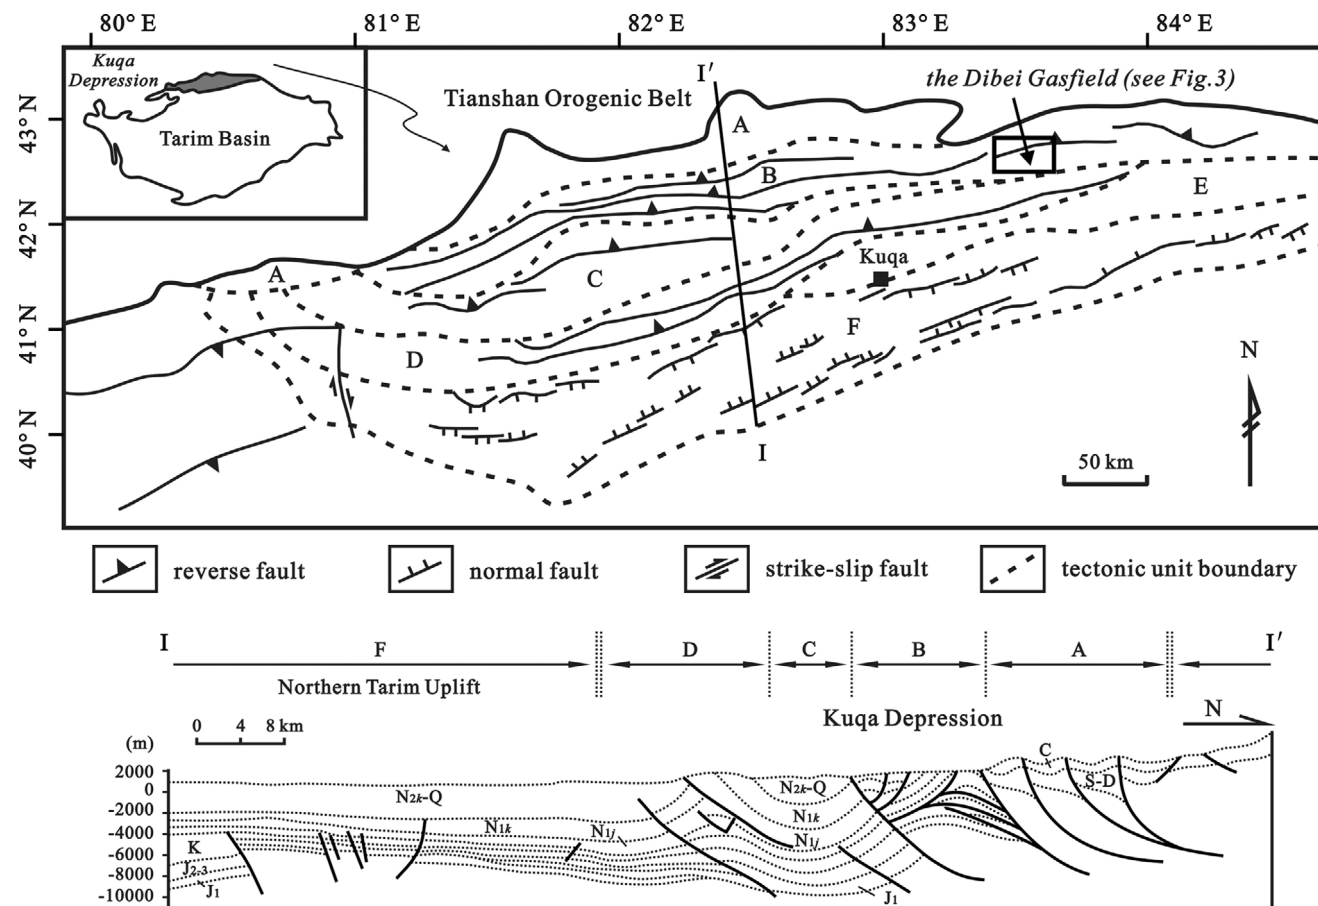 80° E 81° E 82° E 83° E 84° E
43° N
42° N
41° N
40° N
Kuqa
Depression
Tarim Basin
Tianshan Orogenic Belt
I′
the Dibei Gasfield (see Fig.3)
A
B
E
A
C
Kuqa
F
D
N
I
50 km
reverse fault
normal fault
strike-slip fault
tectonic unit boundary
I F D C B A I′
Northern Tarim Uplift
Kuqa Depression
N
0 4 8 km
(m)
2000
0
-2000
-4000
-6000
-8000
-10000
C
S-D
N2k-Q
N2k-Q
N1k
N1k
N1j
N1j
K
J2-3
J1
J1